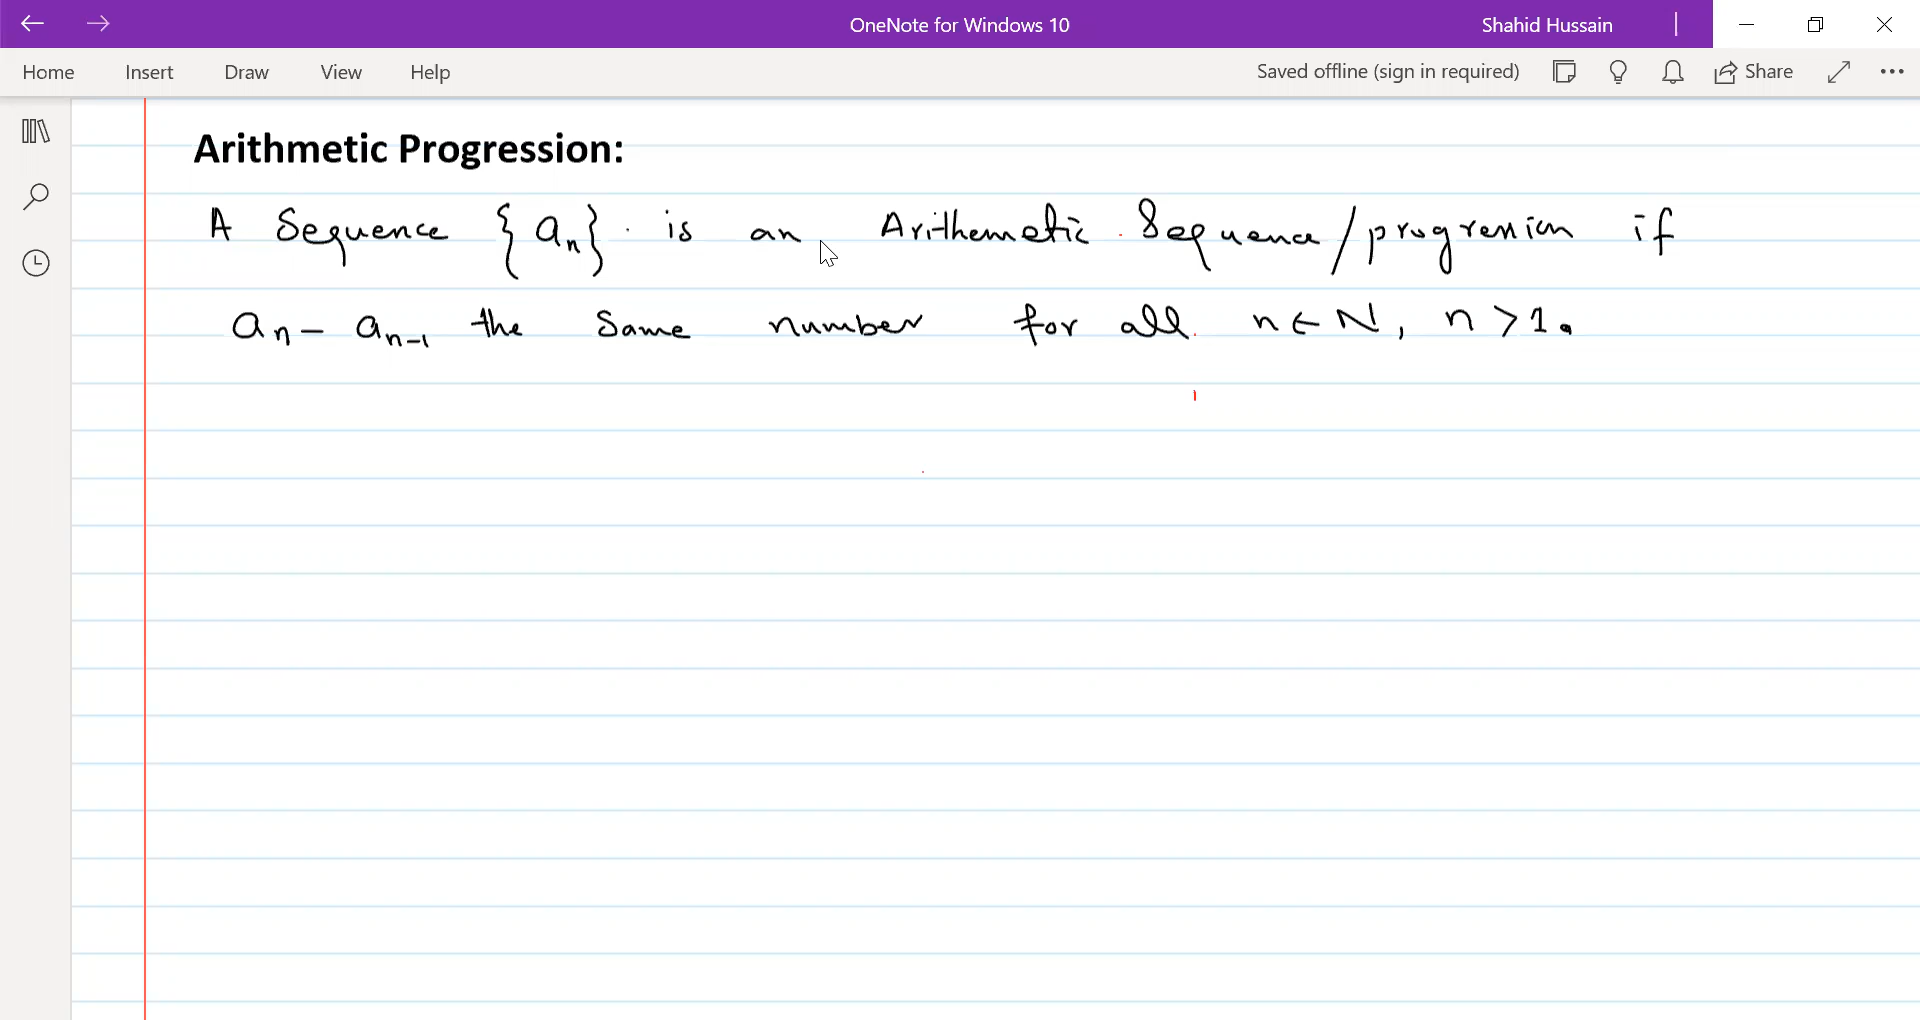 OneNote for Windows 10
Shahid Hussain
Home Insert Draw View Help
Saved offline (sign in required) Share
Arithmetic Progression:
A Sequence {an} is an Arithemetic Sequence/progression if
an - an-1 the Same number for all n ∈ N, n > 1.